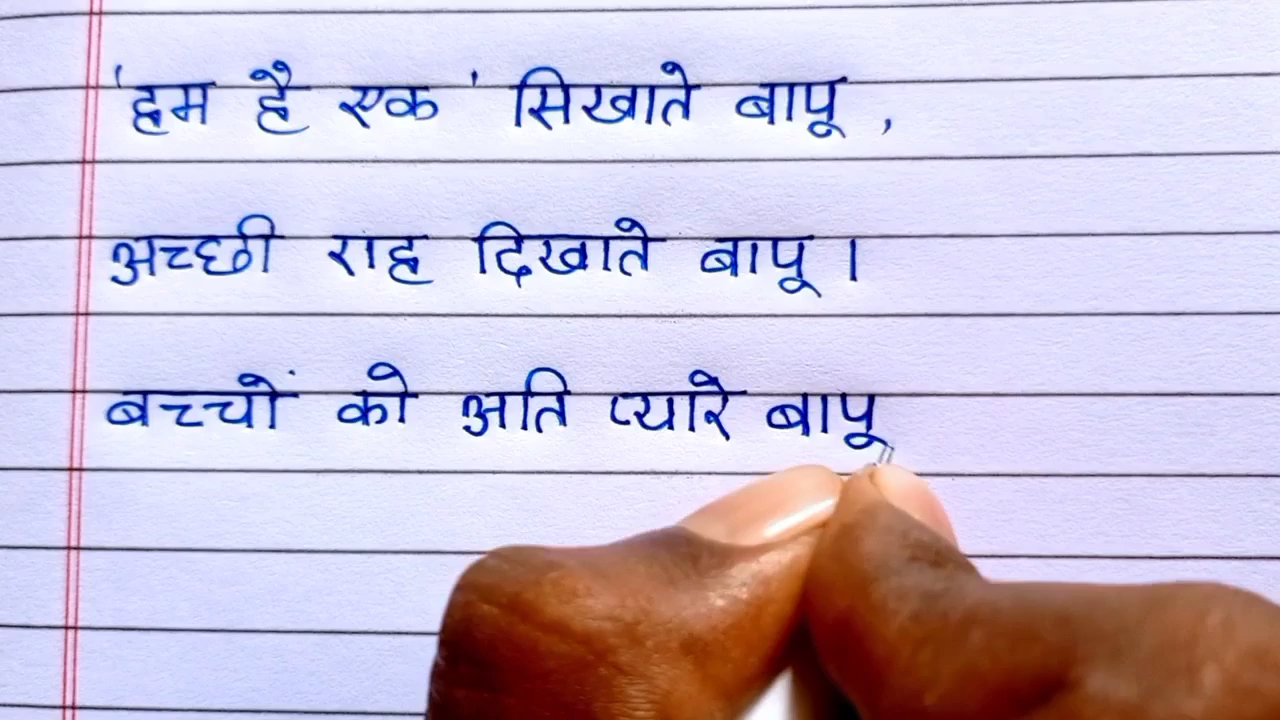 'हम है एक' सिखाते बापू,
अच्छी राह दिखाते बापू।
बच्चों को अति प्यारे बापू